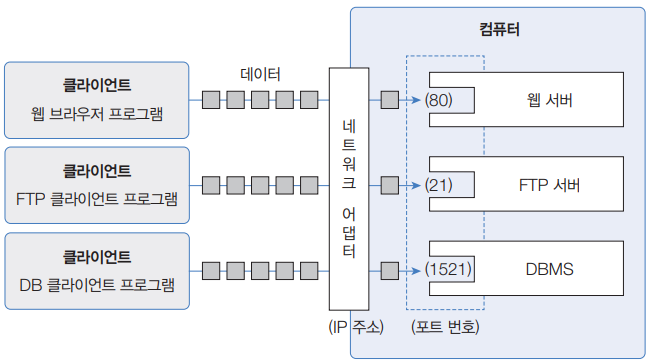 컴퓨터
데이터
클라이언트
웹 브라우저 프로그램
(80)
웹 서버
네트워크 어댑터
클라이언트
FTP 클라이언트 프로그램
(21)
FTP 서버
클라이언트
DB 클라이언트 프로그램
(1521)
DBMS
(IP 주소)
(포트 번호)